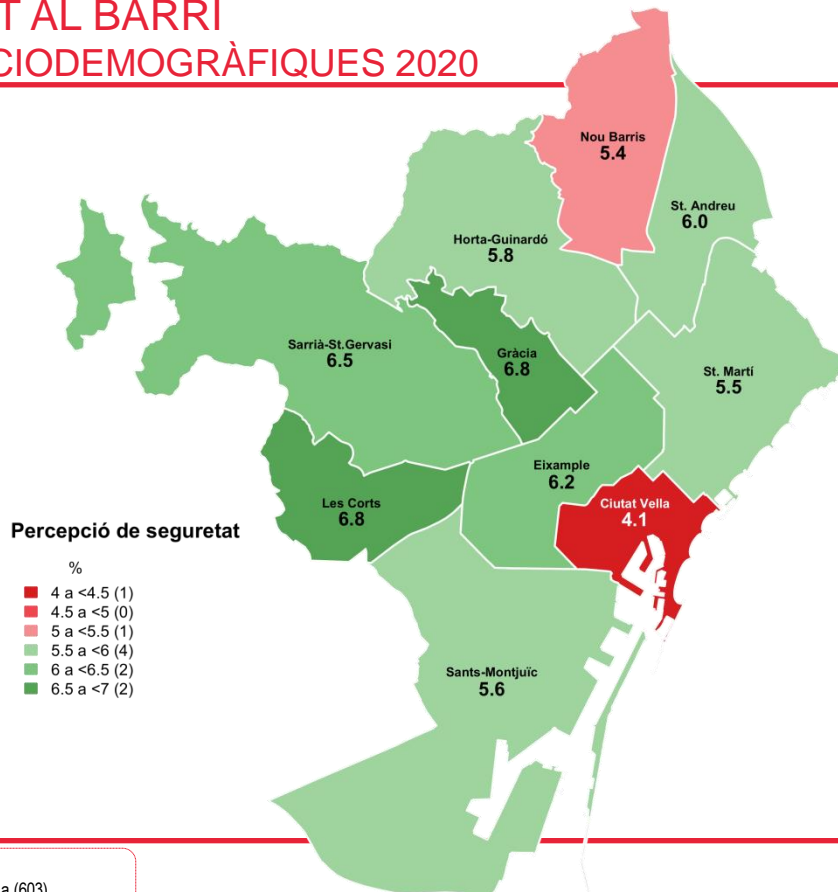 T AL BARRI
CIODEMOGRÀFIQUES 2020
Nou Barris
5.4
St. Andreu
6.0
Horta-Guinardó
5.8
Sarrià-St.Gervasi
6.5
Gràcia
6.8
St. Martí
5.5
Eixample
6.2
Les Corts
6.8
Ciutat Vella
4.1
Percepció de seguretat
%
4 a <4.5 (1)
4.5 a <5 (0)
5 a <5.5 (1)
5.5 a <6 (4)
6 a <6.5 (2)
6.5 a <7 (2)
Sants-Montjuïc
5.6
a (603)